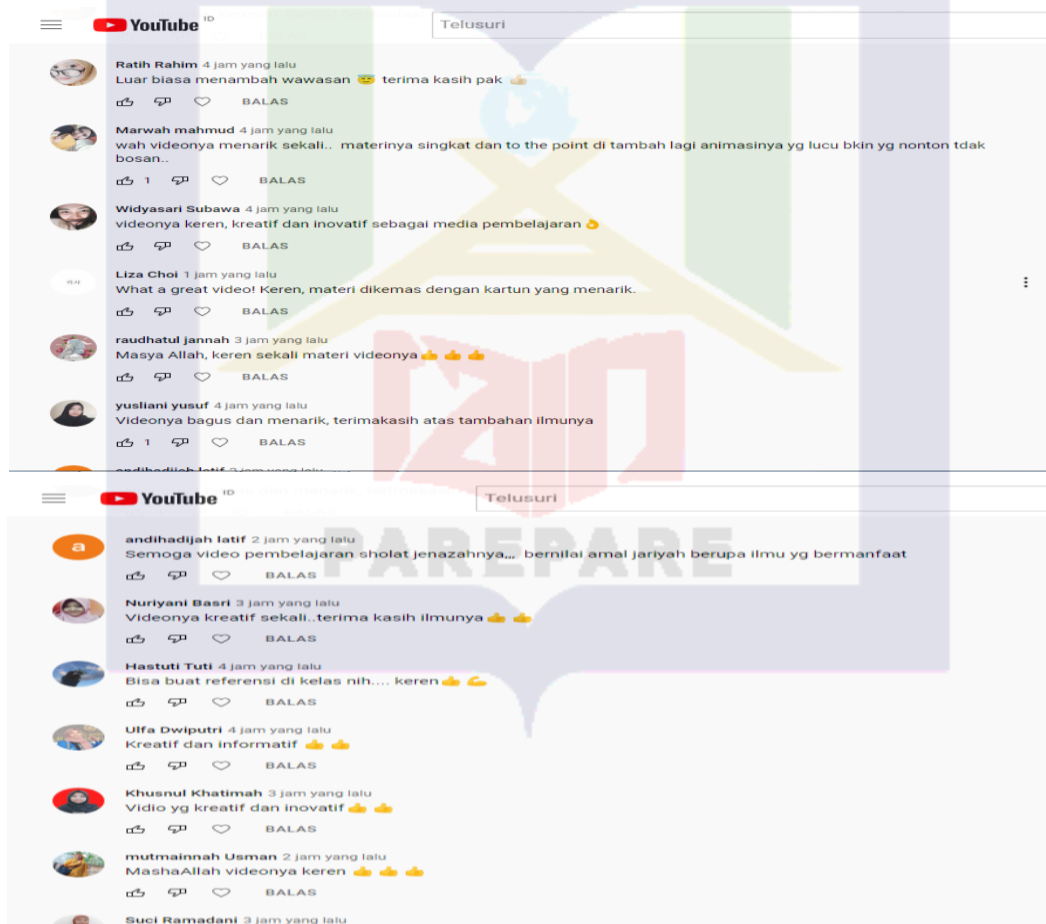 YouTube ID
Telusuri
Ratih Rahim 4 jam yang lalu
Luar biasa menambah wawasan 😇 terima kasih pak 👍🏼
BALAS
Marwah mahmud 4 jam yang lalu
wah videonya menarik sekali.. materinya singkat dan to the point di tambah lagi animasinya yg lucu bkin yg nonton tdak
bosan..
1 BALAS
Widyasari Subawa 4 jam yang lalu
videonya keren, kreatif dan inovatif sebagai media pembelajaran 👌
BALAS
Liza Choi 1 jam yang lalu
What a great video! Keren, materi dikemas dengan kartun yang menarik.
BALAS
raudhatul jannah 3 jam yang lalu
Masya Allah, keren sekali materi videonya 👍 👍 👍
BALAS
yusliani yusuf 4 jam yang lalu
Videonya bagus dan menarik, terimakasih atas tambahan ilmunya
1 BALAS
YouTube ID
Telusuri
a
andihadijah latif 2 jam yang lalu
Semoga video pembelajaran sholat jenazahnya,,, bernilai amal jariyah berupa ilmu yg bermanfaat
BALAS
PAREPARE
Nuriyani Basri 3 jam yang lalu
Videonya kreatif sekali..terima kasih ilmunya 👍 👍
BALAS
Hastuti Tuti 4 jam yang lalu
Bisa buat referensi di kelas nih.... keren 👍 💪
BALAS
Ulfa Dwiputri 4 jam yang lalu
Kreatif dan informatif 👍 👍
BALAS
Khusnul Khatimah 3 jam yang lalu
Vidio yg kreatif dan inovatif 👍 👍
BALAS
mutmainnah Usman 2 jam yang lalu
MashaAllah videonya keren 👍 👍 👍
BALAS
Suci Ramadani 3 jam yang lalu